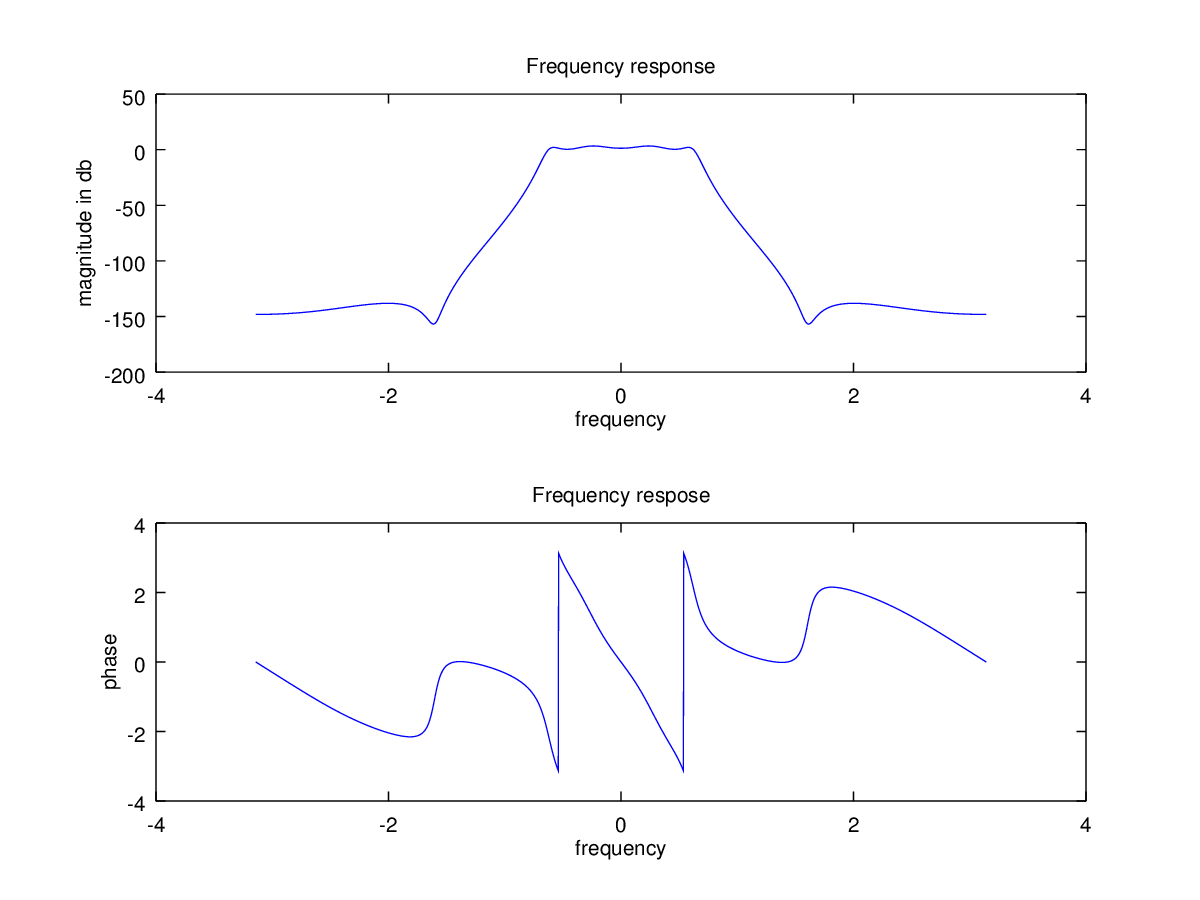 Frequency response
50
0
-50
-100
-150
-200
magnitude in db
-4 -2 0 2 4
frequency
Frequency respose
4
2
0
-2
-4
phase
-4 -2 0 2 4
frequency